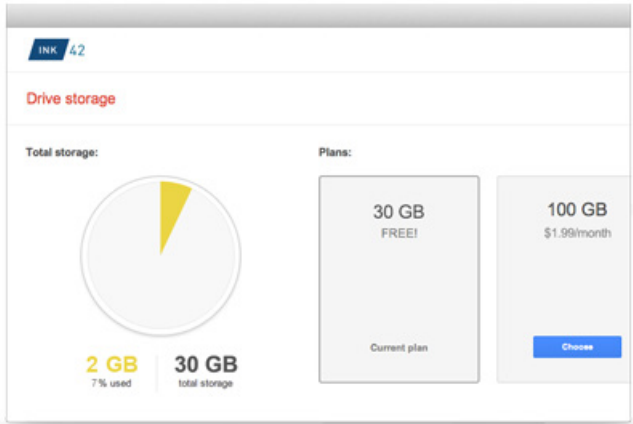 INK 42
Drive storage
Total storage:
Plans:
30 GB
FREE!
Current plan
100 GB
$1.99/month
Choose
2 GB
7% used
30 GB
total storage